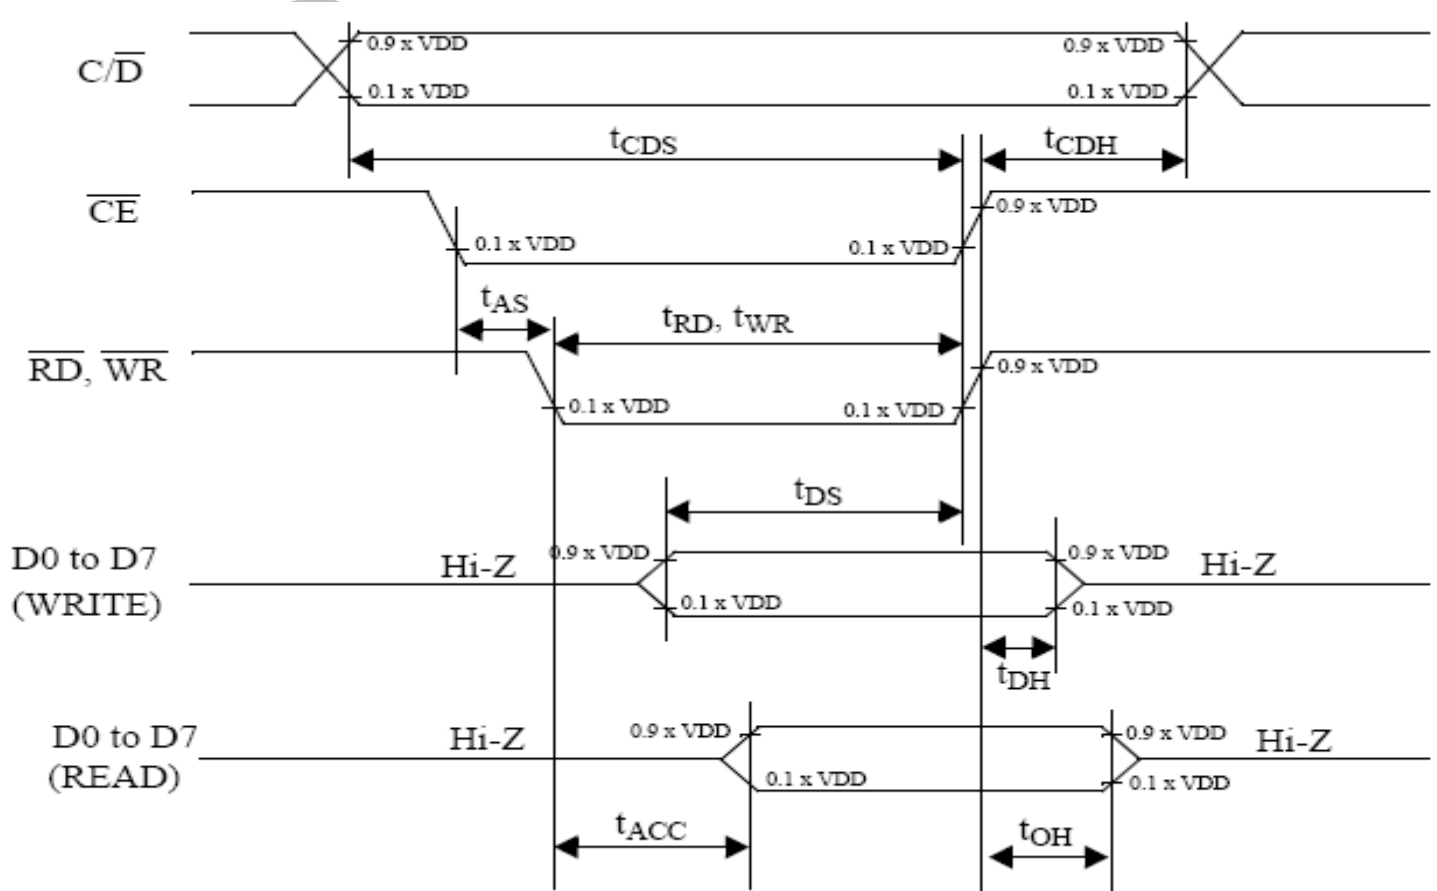 0.9 x VDD 0.9 x VDD
C/D̅
0.1 x VDD 0.1 x VDD
tCDS tCDH
C̅E̅ 0.9 x VDD
0.1 x VDD 0.1 x VDD
tAS tRD, tWR
R̅D̅, W̅R̅ 0.9 x VDD
0.1 x VDD 0.1 x VDD
tDS
D0 to D7 Hi-Z 0.9 x VDD 0.9 x VDD Hi-Z
(WRITE) 0.1 x VDD 0.1 x VDD
tDH
D0 to D7 Hi-Z 0.9 x VDD 0.9 x VDD Hi-Z
(READ) 0.1 x VDD 0.1 x VDD
tACC tOH